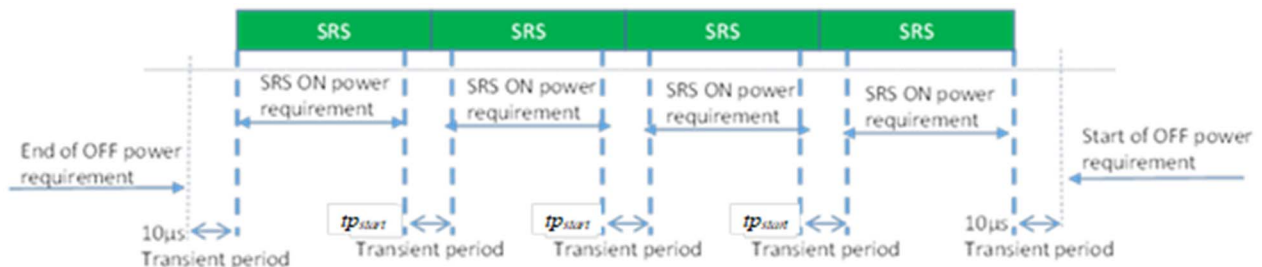 SRS SRS SRS SRS
SRS ON power
requirement
SRS ON power
requirement
SRS ON power
requirement
SRS ON power
requirement
End of OFF power
requirement
Start of OFF power
requirement
10µs
Transient period
tpstart
Transient period
tpstart
Transient period
tpstart
Transient period
10µs
Transient period